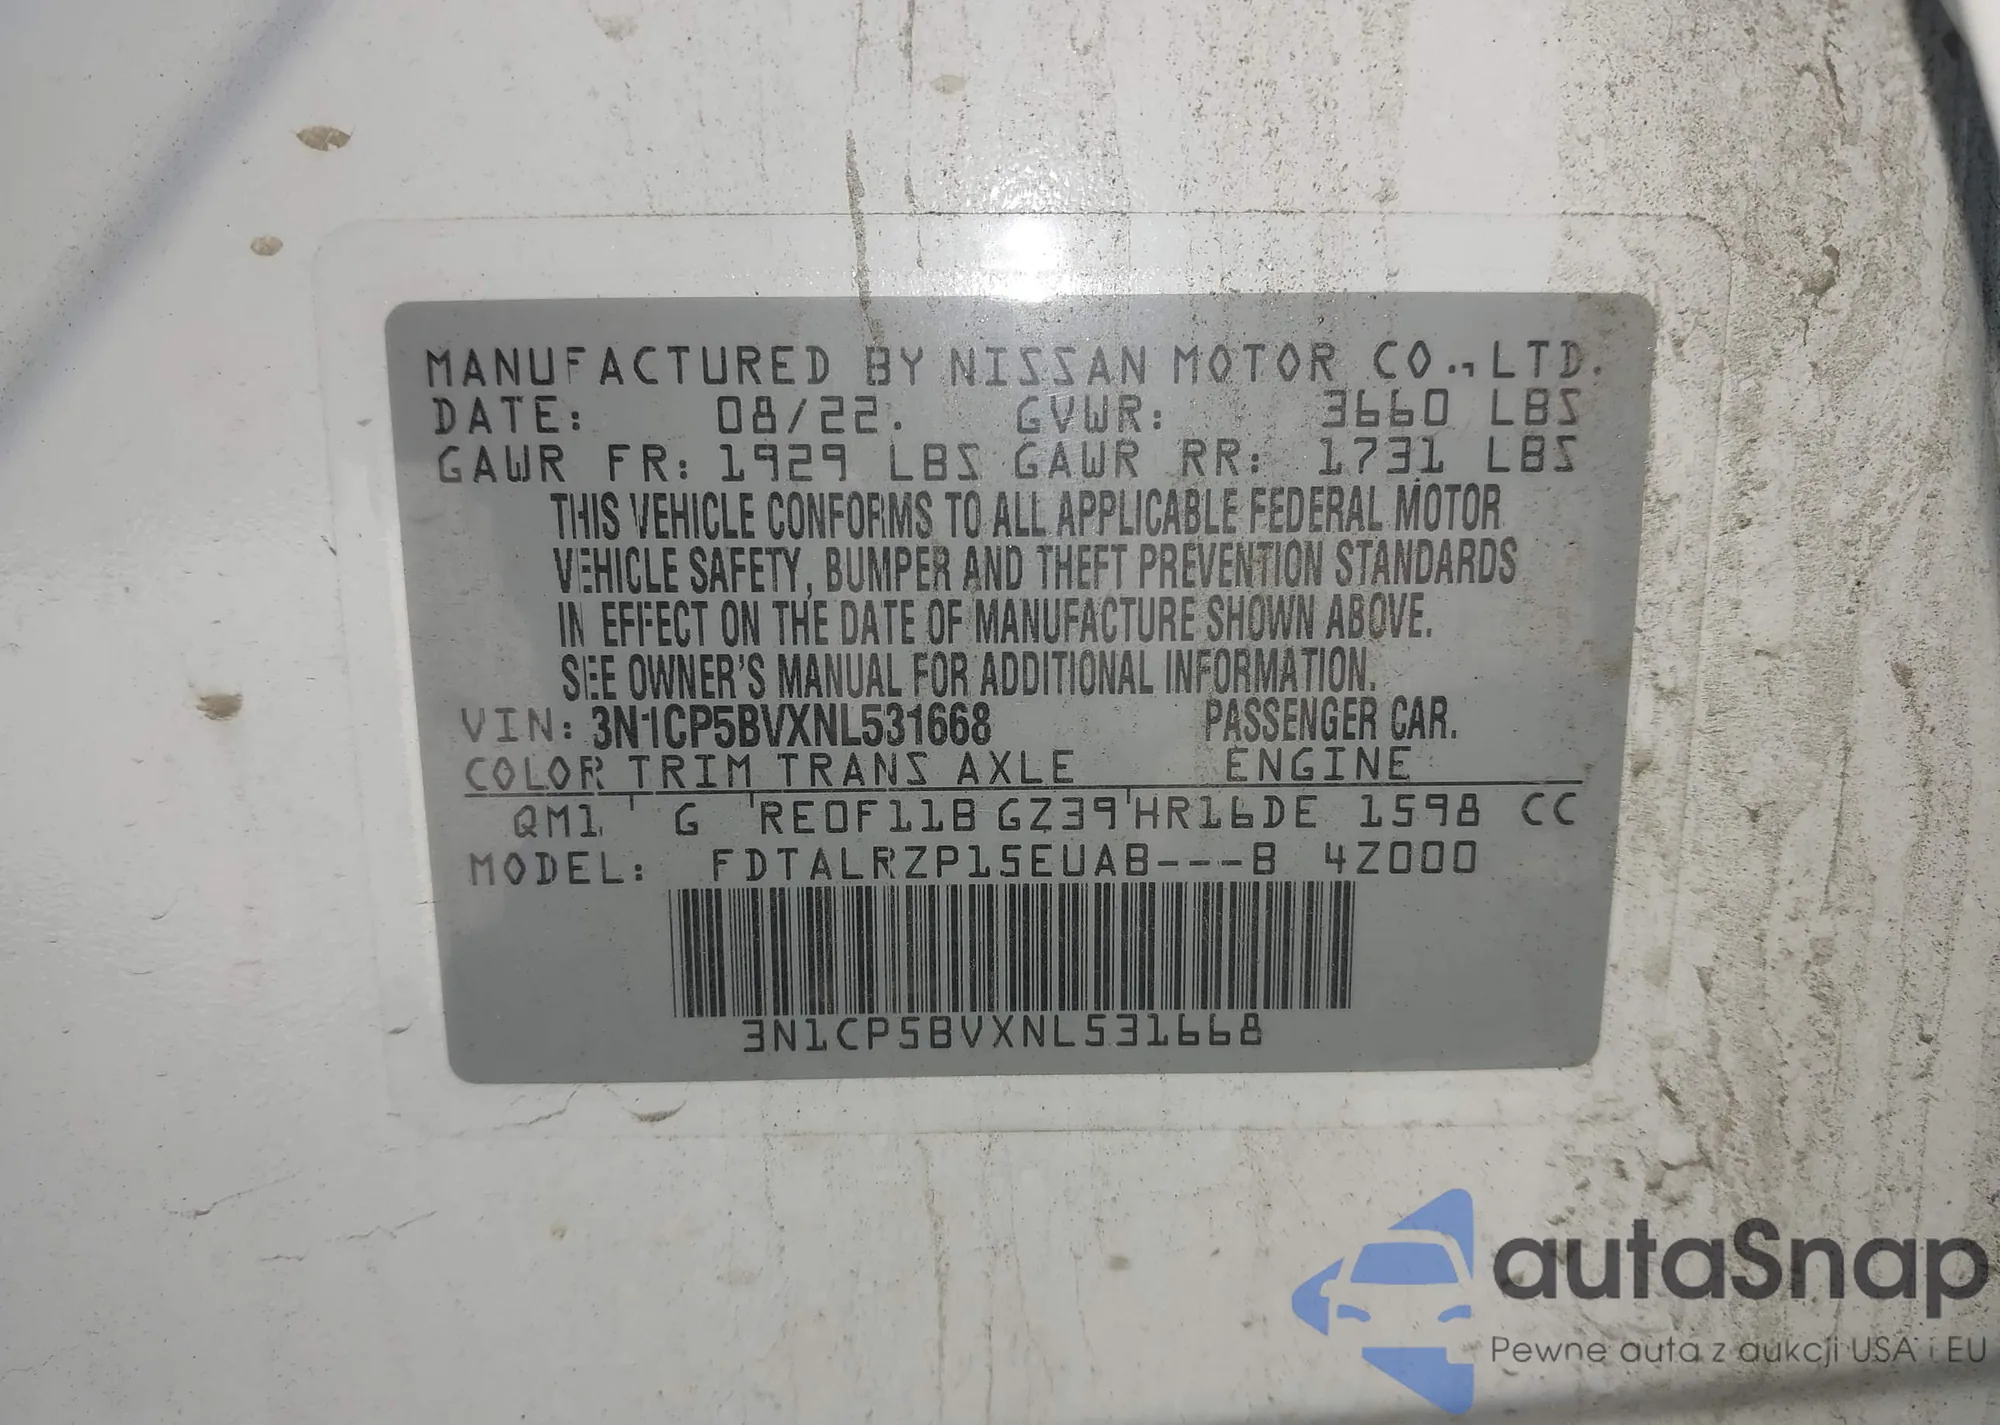 MANUFACTURED BY NISSAN MOTOR CO., LTD.
DATE: 08/22. GVWR: 3660 LBS
GAWR FR: 1929 LBS GAWR RR: 1731 LBS
THIS VEHICLE CONFORMS TO ALL APPLICABLE FEDERAL MOTOR
VEHICLE SAFETY, BUMPER AND THEFT PREVENTION STANDARDS
IN EFFECT ON THE DATE OF MANUFACTURE SHOWN ABOVE.
SEE OWNER'S MANUAL FOR ADDITIONAL INFORMATION.
VIN: 3N1CP5BVXNL531668 PASSENGER CAR.
COLOR TRIM TRANS AXLE ENGINE
QM1 ' G 'RE0F11B GZ39'HR16DE 1598 CC
MODEL: FDTALRZP15EUAB---B 4Z000
3N1CP5BVXNL531668
autaSnap
Pewne auta z aukcji USA i EU